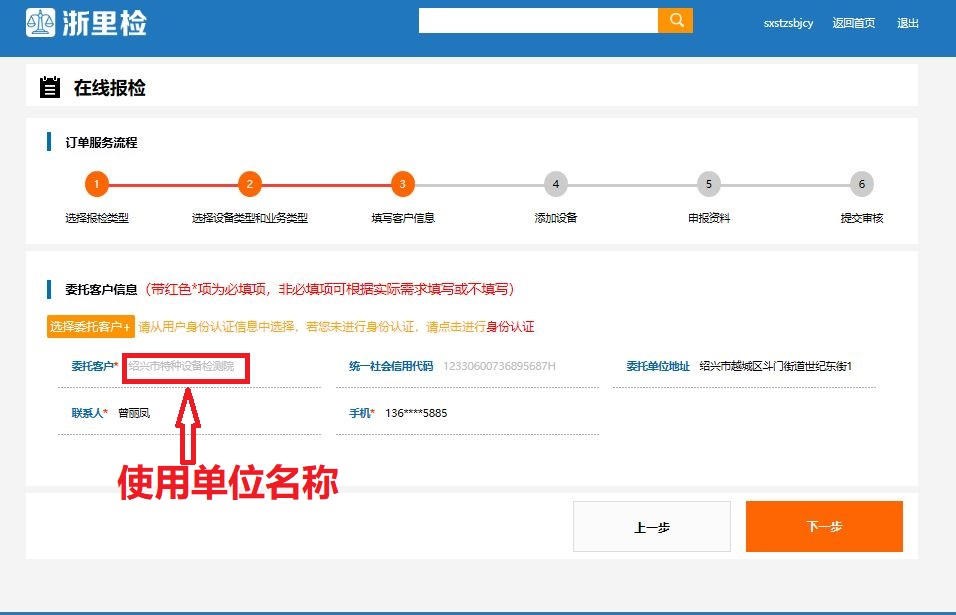 浙里检
sxstzsbjcy 返回首页 退出
在线报检
订单服务流程
1 2 3 4 5 6
选择报检类型 选择设备类型和业务类型 填写客户信息 添加设备 申报资料 提交审核
委托客户信息（带红色*项为必填项，非必填项可根据实际需求填写或不填写）
选择委托客户+ 请从用户身份认证信息中选择，若您未进行身份认证，请点击进行身份认证
委托客户* 绍兴市特种设备检测院 统一社会信用代码 12330600736895687H 委托单位地址 绍兴市越城区斗门街道世纪东街1
联系人* 曾丽凤 手机* 136****5885
使用单位名称
上一步 下一步